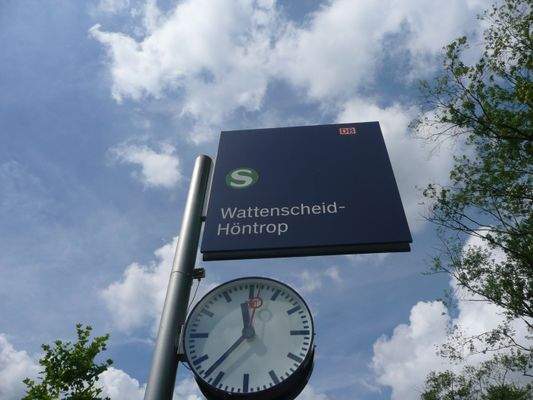 DB
S
Wattenscheid-
Höntrop